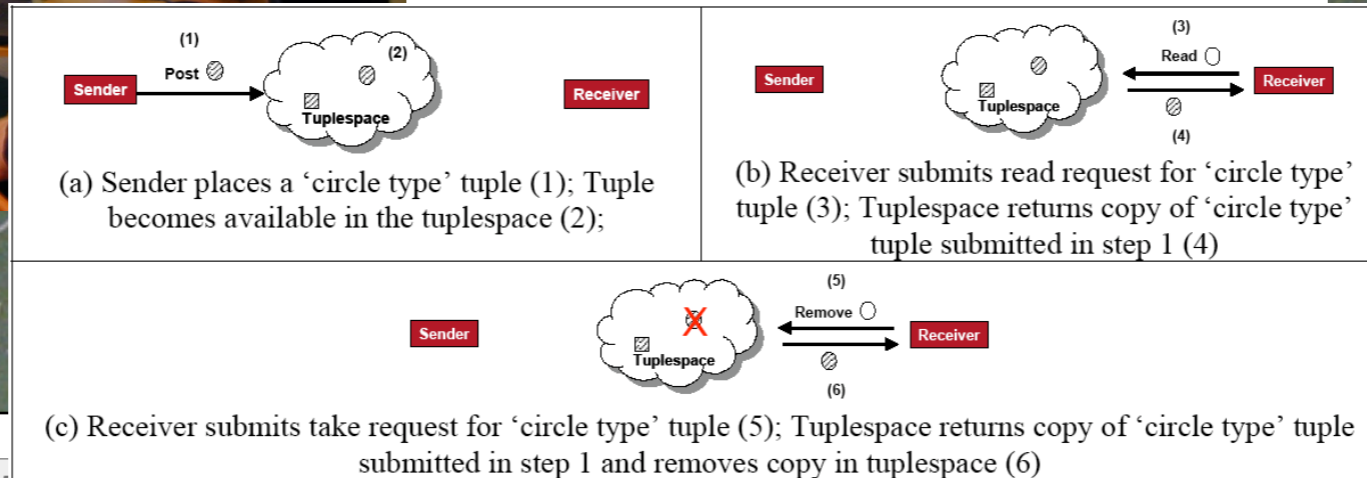 (1)
Post
(2)
Sender
Tuplespace
Receiver
(a) Sender places a ‘circle type’ tuple (1); Tuple
becomes available in the tuplespace (2);
(3)
Read
Sender
Tuplespace
Receiver
(4)
(b) Receiver submits read request for ‘circle type’
tuple (3); Tuplespace returns copy of ‘circle type’
tuple submitted in step 1 (4)
(5)
Remove
Sender
Tuplespace
Receiver
(6)
(c) Receiver submits take request for ‘circle type’ tuple (5); Tuplespace returns copy of ‘circle type’ tuple
submitted in step 1 and removes copy in tuplespace (6)